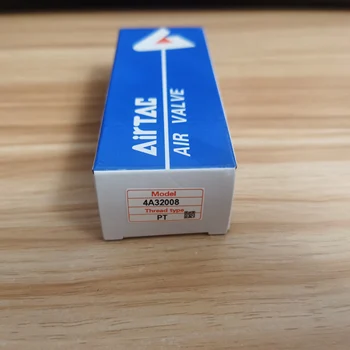 AirTAC
AIR VALVE
Model
4A32008
Thread type
PT